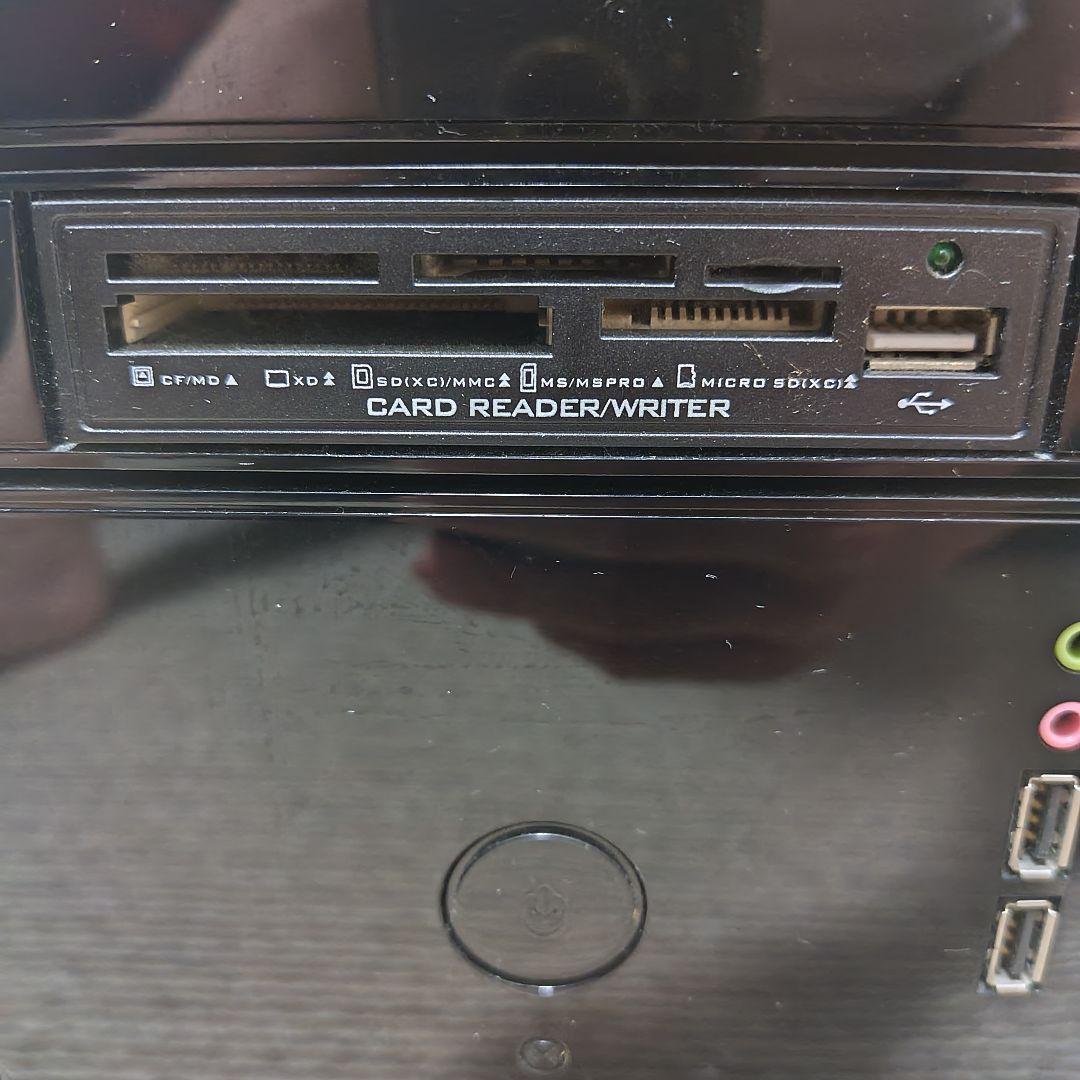 CF/MD▲ XD SD(XC)/MMC MS/MSPRO▲ MICRO SD(XC)
CARD READER/WRITER